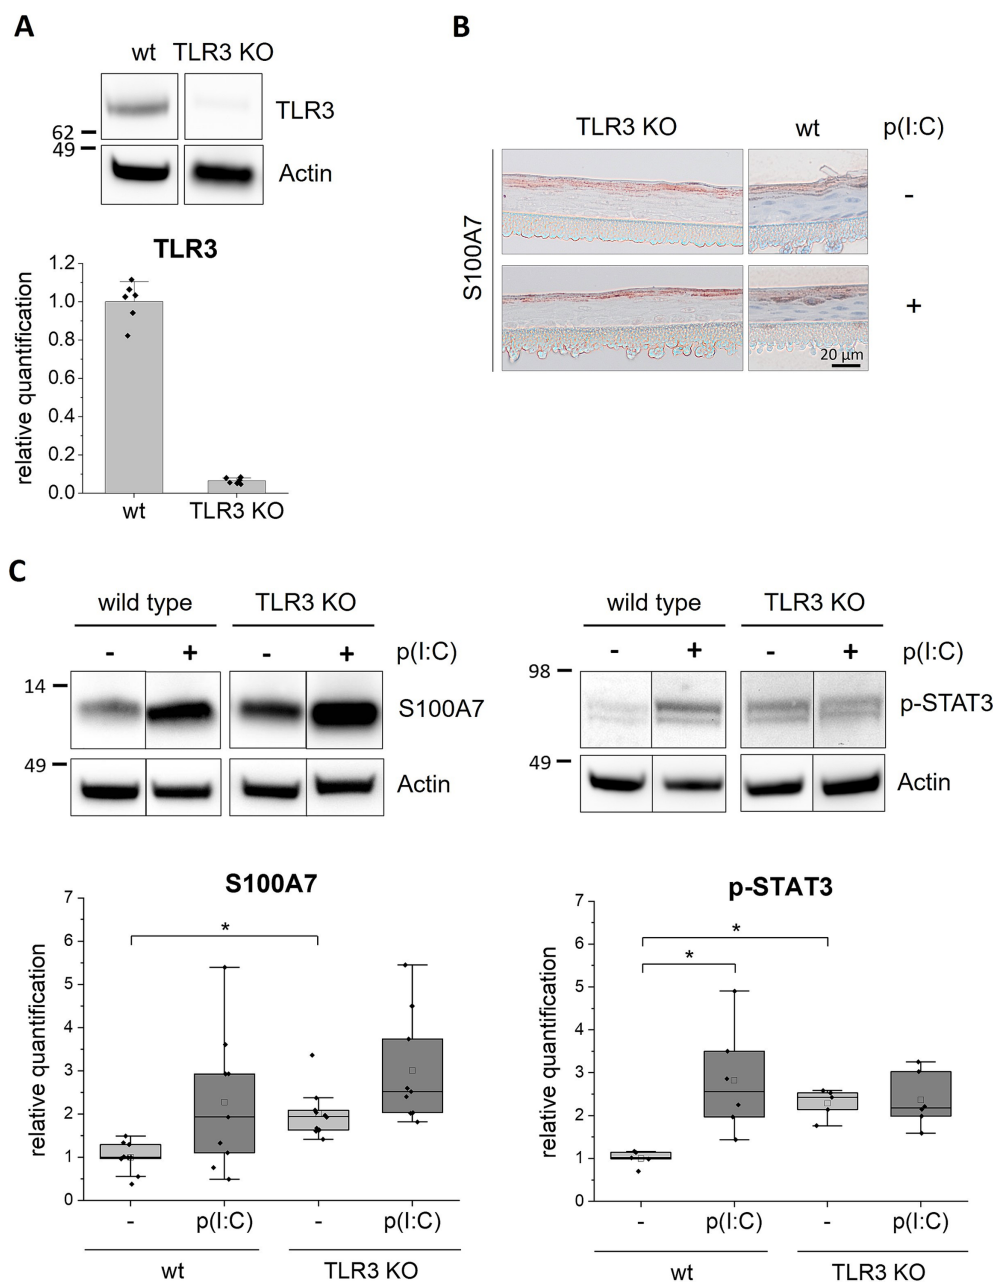 A
wt TLR3 KO
TLR3
62
49
Actin
TLR3
relative quantification
1.2
1.0
0.8
0.6
0.4
0.2
0.0
wt TLR3 KO
B
TLR3 KO wt p(I:C)
S100A7
-
+
20 µm
C
wild type TLR3 KO
- + - + p(I:C)
14
S100A7
49
Actin
wild type TLR3 KO
- + - + p(I:C)
98
p-STAT3
49
Actin
S100A7
relative quantification
7
6
5
4
3
2
1
0
*
- p(I:C) - p(I:C)
wt TLR3 KO
p-STAT3
relative quantification
7
6
5
4
3
2
1
0
*
*
- p(I:C) - p(I:C)
wt TLR3 KO